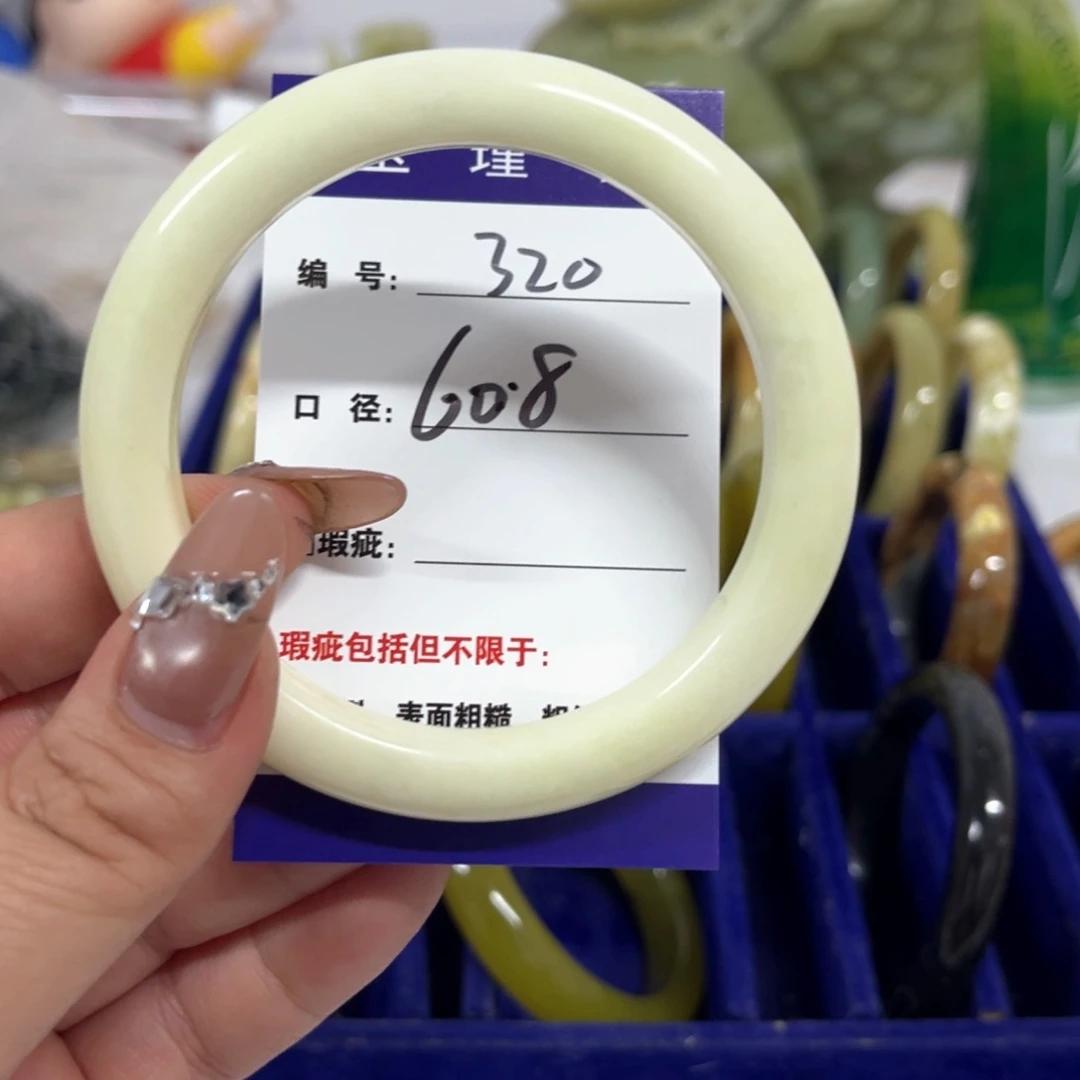 瑾
编 号: 320
口 径: 60.8
瑕疵:
瑕疵包括但不限于:
表面粗糙